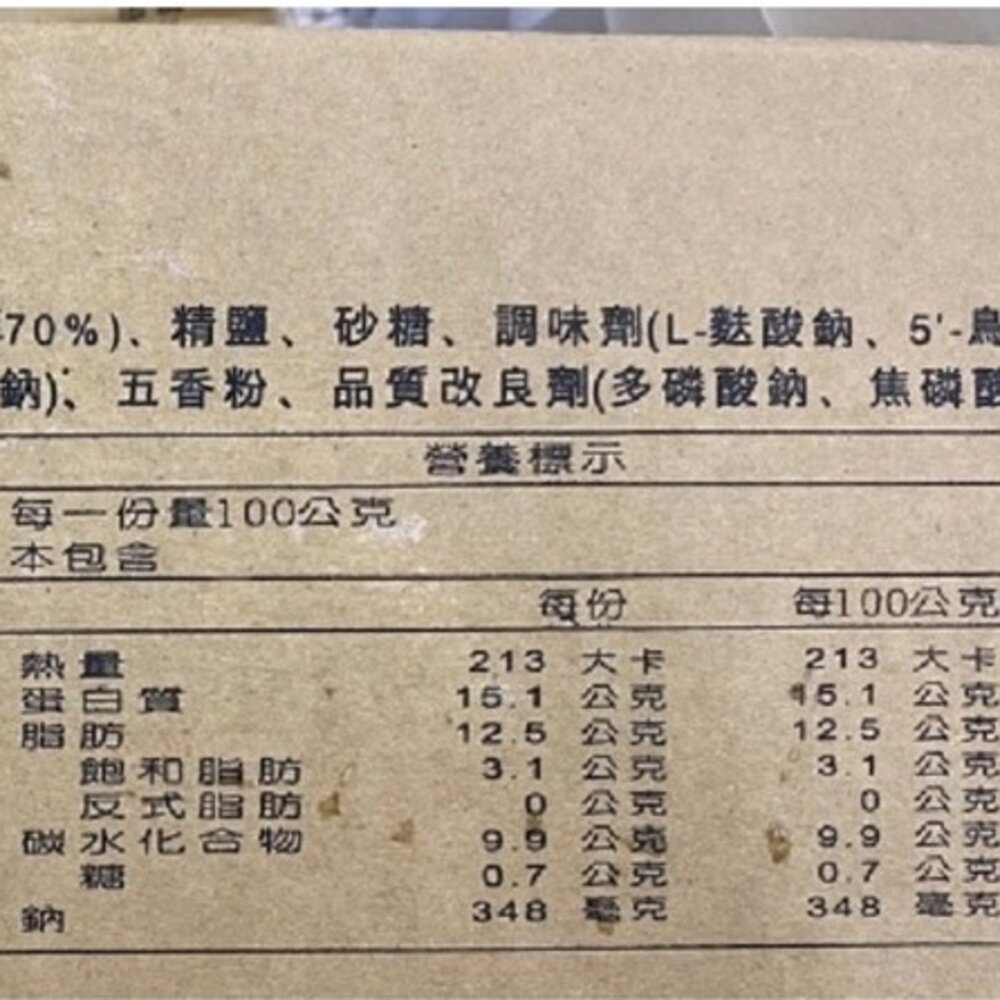 70%)、精鹽、砂糖、調味劑(L-麩酸鈉、5'-鳥
鈉)、五香粉、品質改良劑(多磷酸鈉、焦磷酸
營養標示
每一份量100公克
本包含
每份 每100公克
熱量 213 大卡 213 大卡
蛋白質 15.1 公克 15.1 公克
脂肪 12.5 公克 12.5 公克
飽和脂肪 3.1 公克 3.1 公克
反式脂肪 0 公克 0 公克
碳水化合物 9.9 公克 9.9 公克
糖 0.7 公克 0.7 公克
鈉 348 毫克 348 毫克